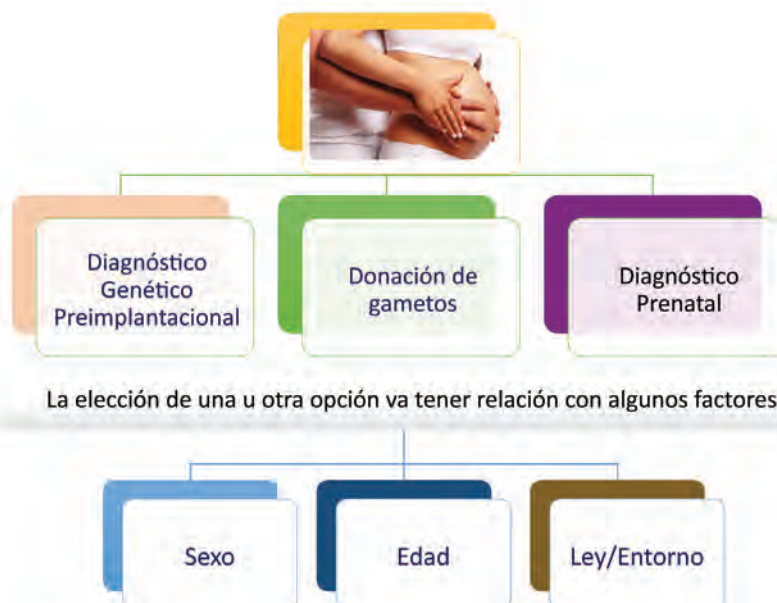 Diagnóstico
Genético
Preimplantacional
Donación de
gametos
Diagnóstico
Prenatal
La elección de una u otra opción va tener relación con algunos factores
Sexo
Edad
Ley/Entorno